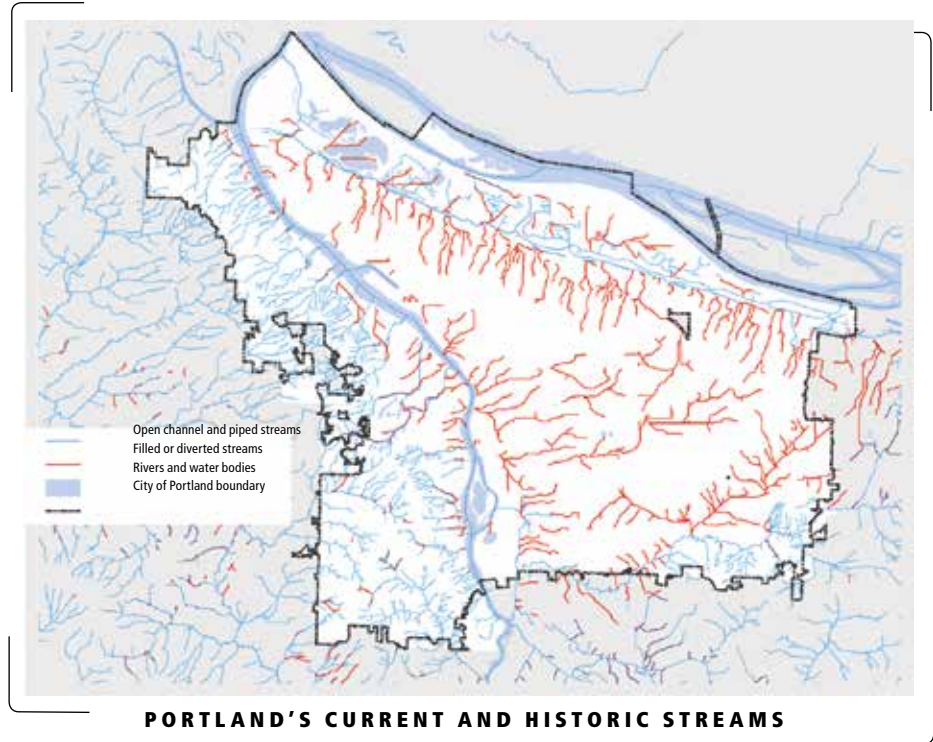 Open channel and piped streams
Filled or diverted streams
Rivers and water bodies
City of Portland boundary
PORTLAND'S CURRENT AND HISTORIC STREAMS